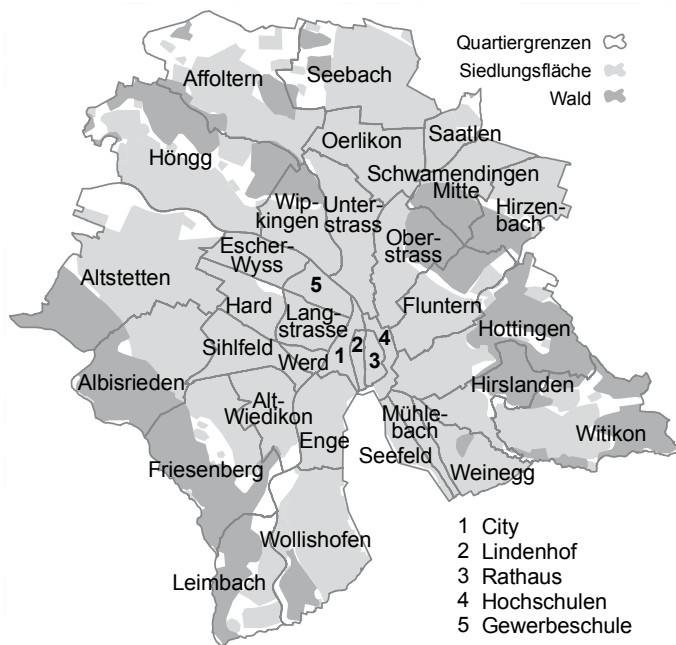 Quartiergrenzen
Siedlungsfläche
Wald
Affoltern
Seebach
Oerlikon
Saatlen
Höngg
Schwamendingen
Mitte
Wip-
kingen
Unter-
strass
Hirzen-
bach
Ober-
strass
Escher-
Wyss
Altstetten
5
Fluntern
Hard
Lang-
strasse
Hottingen
Sihlfeld
Werd
1
2
3
4
Albisrieden
Hirslanden
Alt-
Wiedikon
Mühle-
bach
Enge
Seefeld
Witikon
Friesenberg
Weinegg
Wollishofen
Leimbach
1 City
2 Lindenhof
3 Rathaus
4 Hochschulen
5 Gewerbeschule